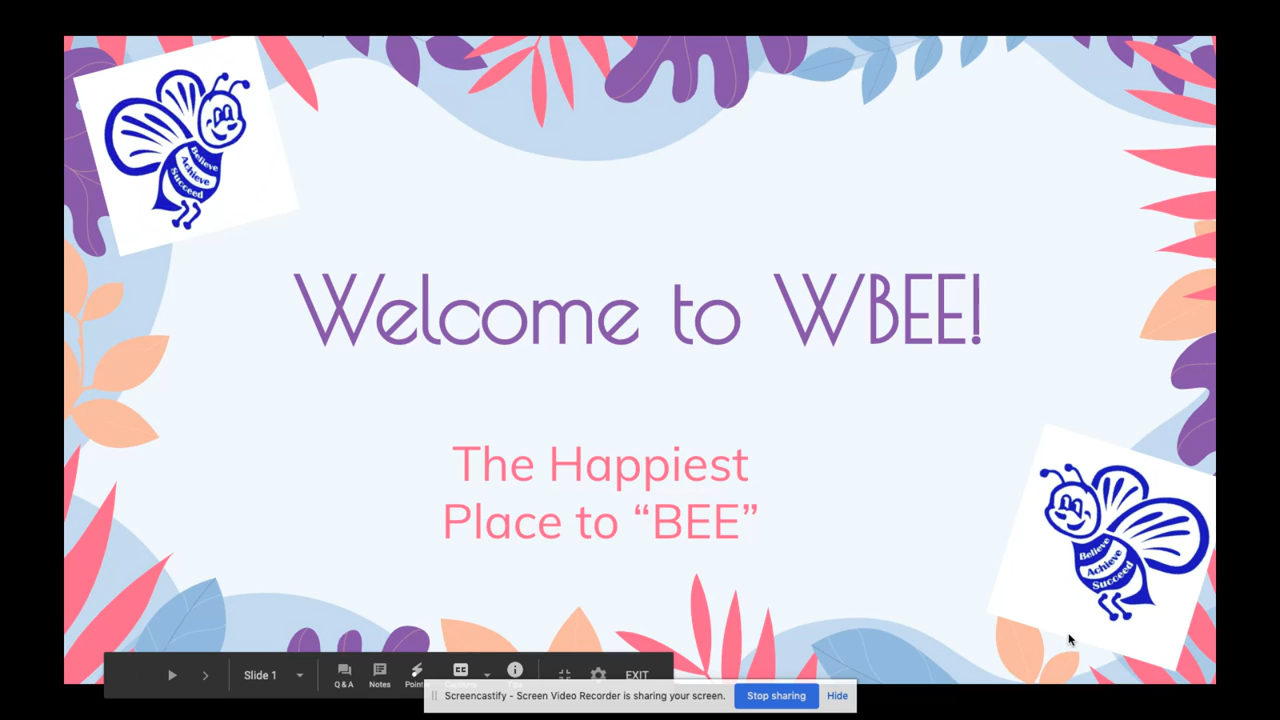 Believe
Achieve
Succeed
Welcome to WBEE!
The Happiest
Place to “BEE”
Believe
Achieve
Succeed
Slide 1
Q&A
Notes
CC
EXIT
Screencastify - Screen Video Recorder is sharing your screen.
Stop sharing
Hide